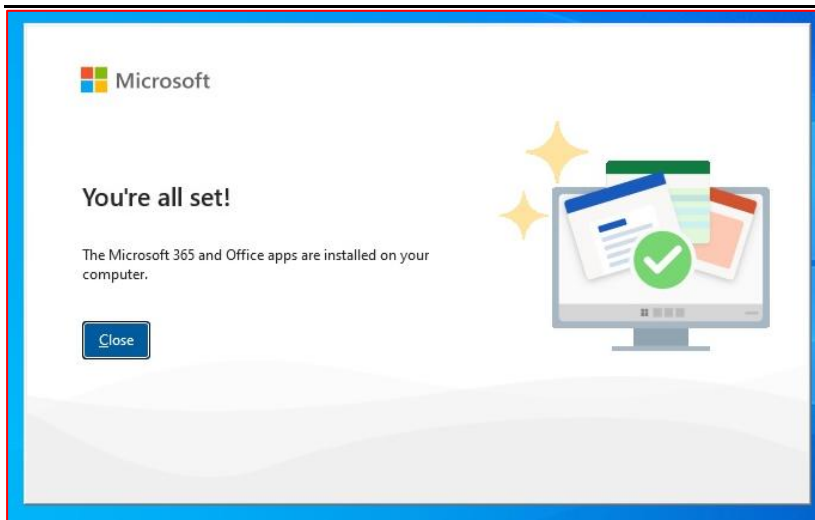 Microsoft
You're all set!
The Microsoft 365 and Office apps are installed on your
computer.
Close